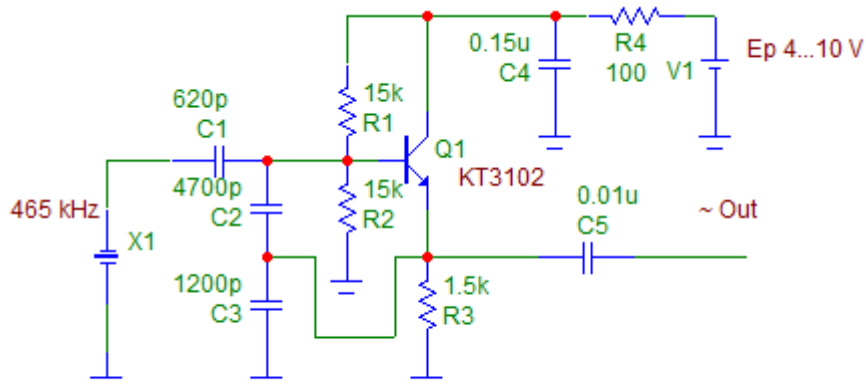 0.15u
C4
R4
100
V1
Ep 4...10 V
620p
C1
15k
R1
Q1
KT3102
4700p
C2
15k
R2
465 kHz
X1
0.01u
C5
~ Out
1200p
C3
1.5k
R3